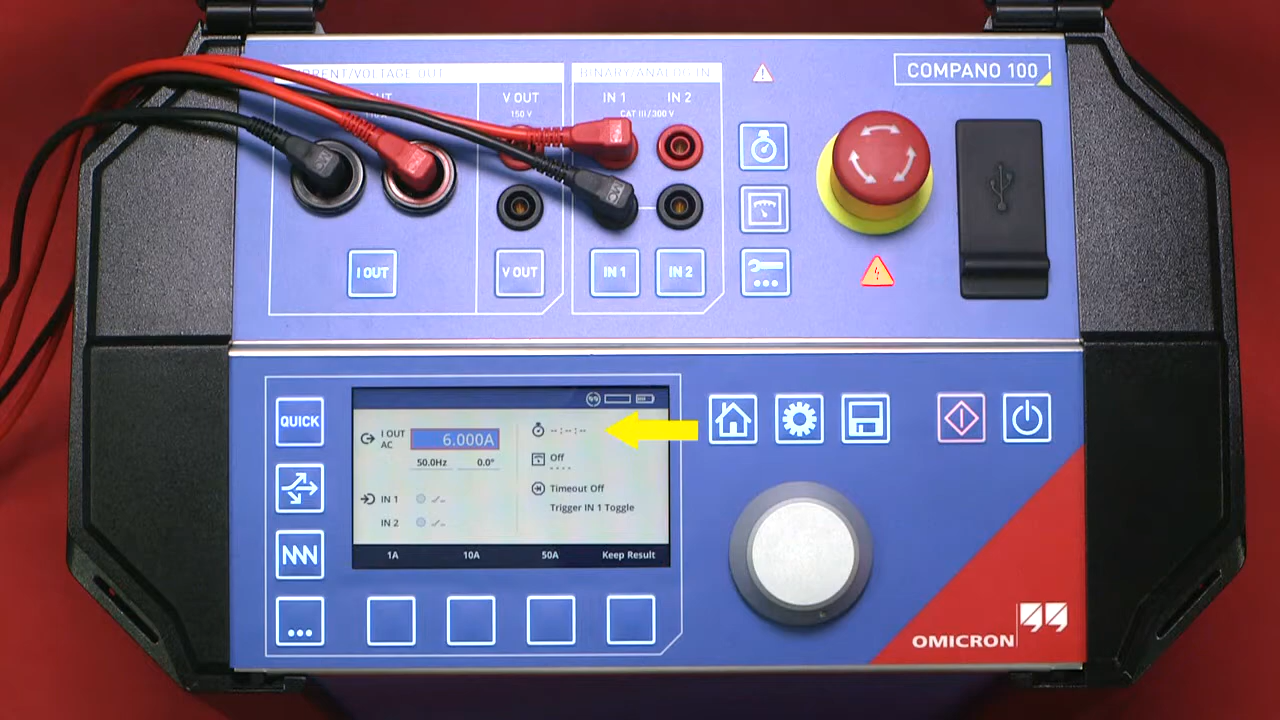 CURRENT/VOLTAGE OUT
BINARY/ANALOG IN
COMPANO 100
V OUT
150 V
IN 1
IN 2
CAT III/300 V
I OUT
V OUT
IN 1
IN 2
QUICK
I OUT
AC
6.000A
50.0Hz
0.0°
--:--:--
Off
----
Timeout Off
Trigger IN 1 Toggle
IN 1
IN 2
1A
10A
50A
Keep Result
OMICRON